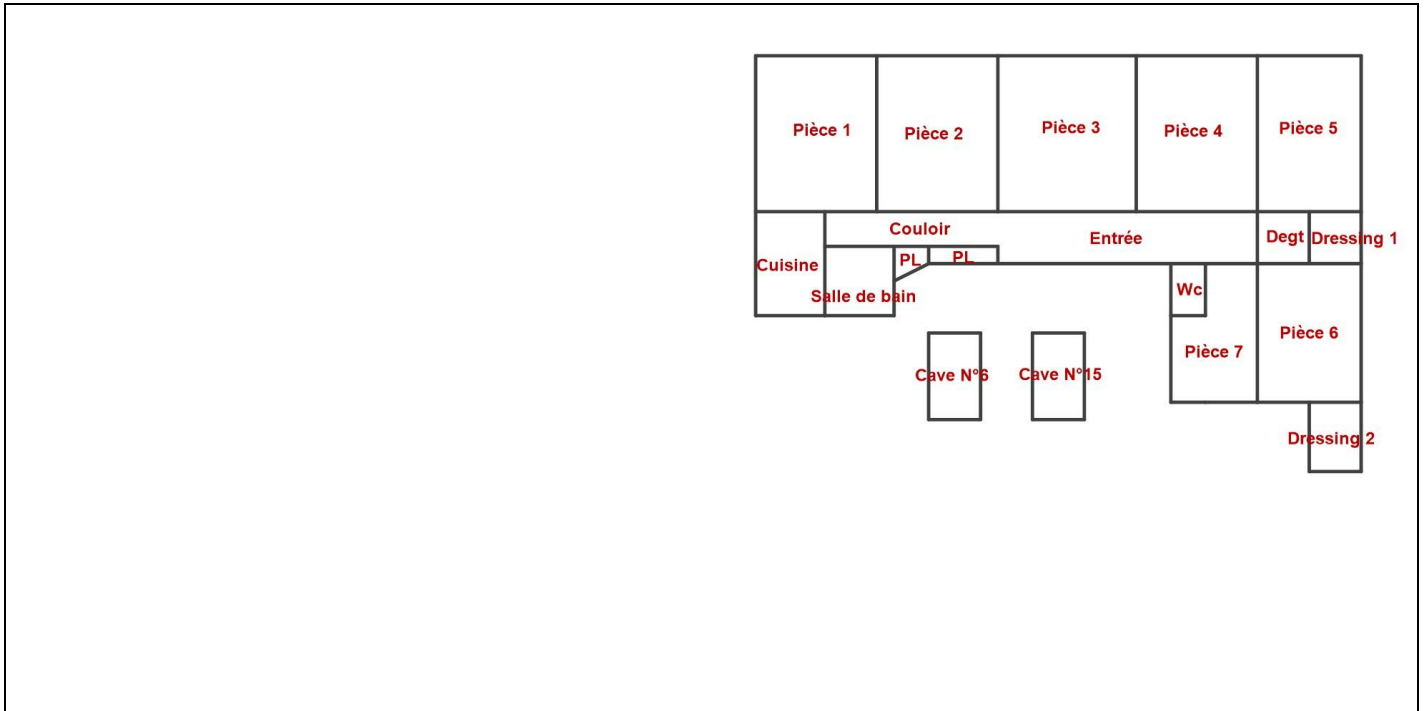 Pièce 1
Pièce 2
Pièce 3
Pièce 4
Pièce 5
Couloir
Entrée
Degt
Dressing 1
Cuisine
PL
PL
Salle de bain
Wc
Pièce 6
Pièce 7
Cave N°6
Cave N°15
Dressing 2